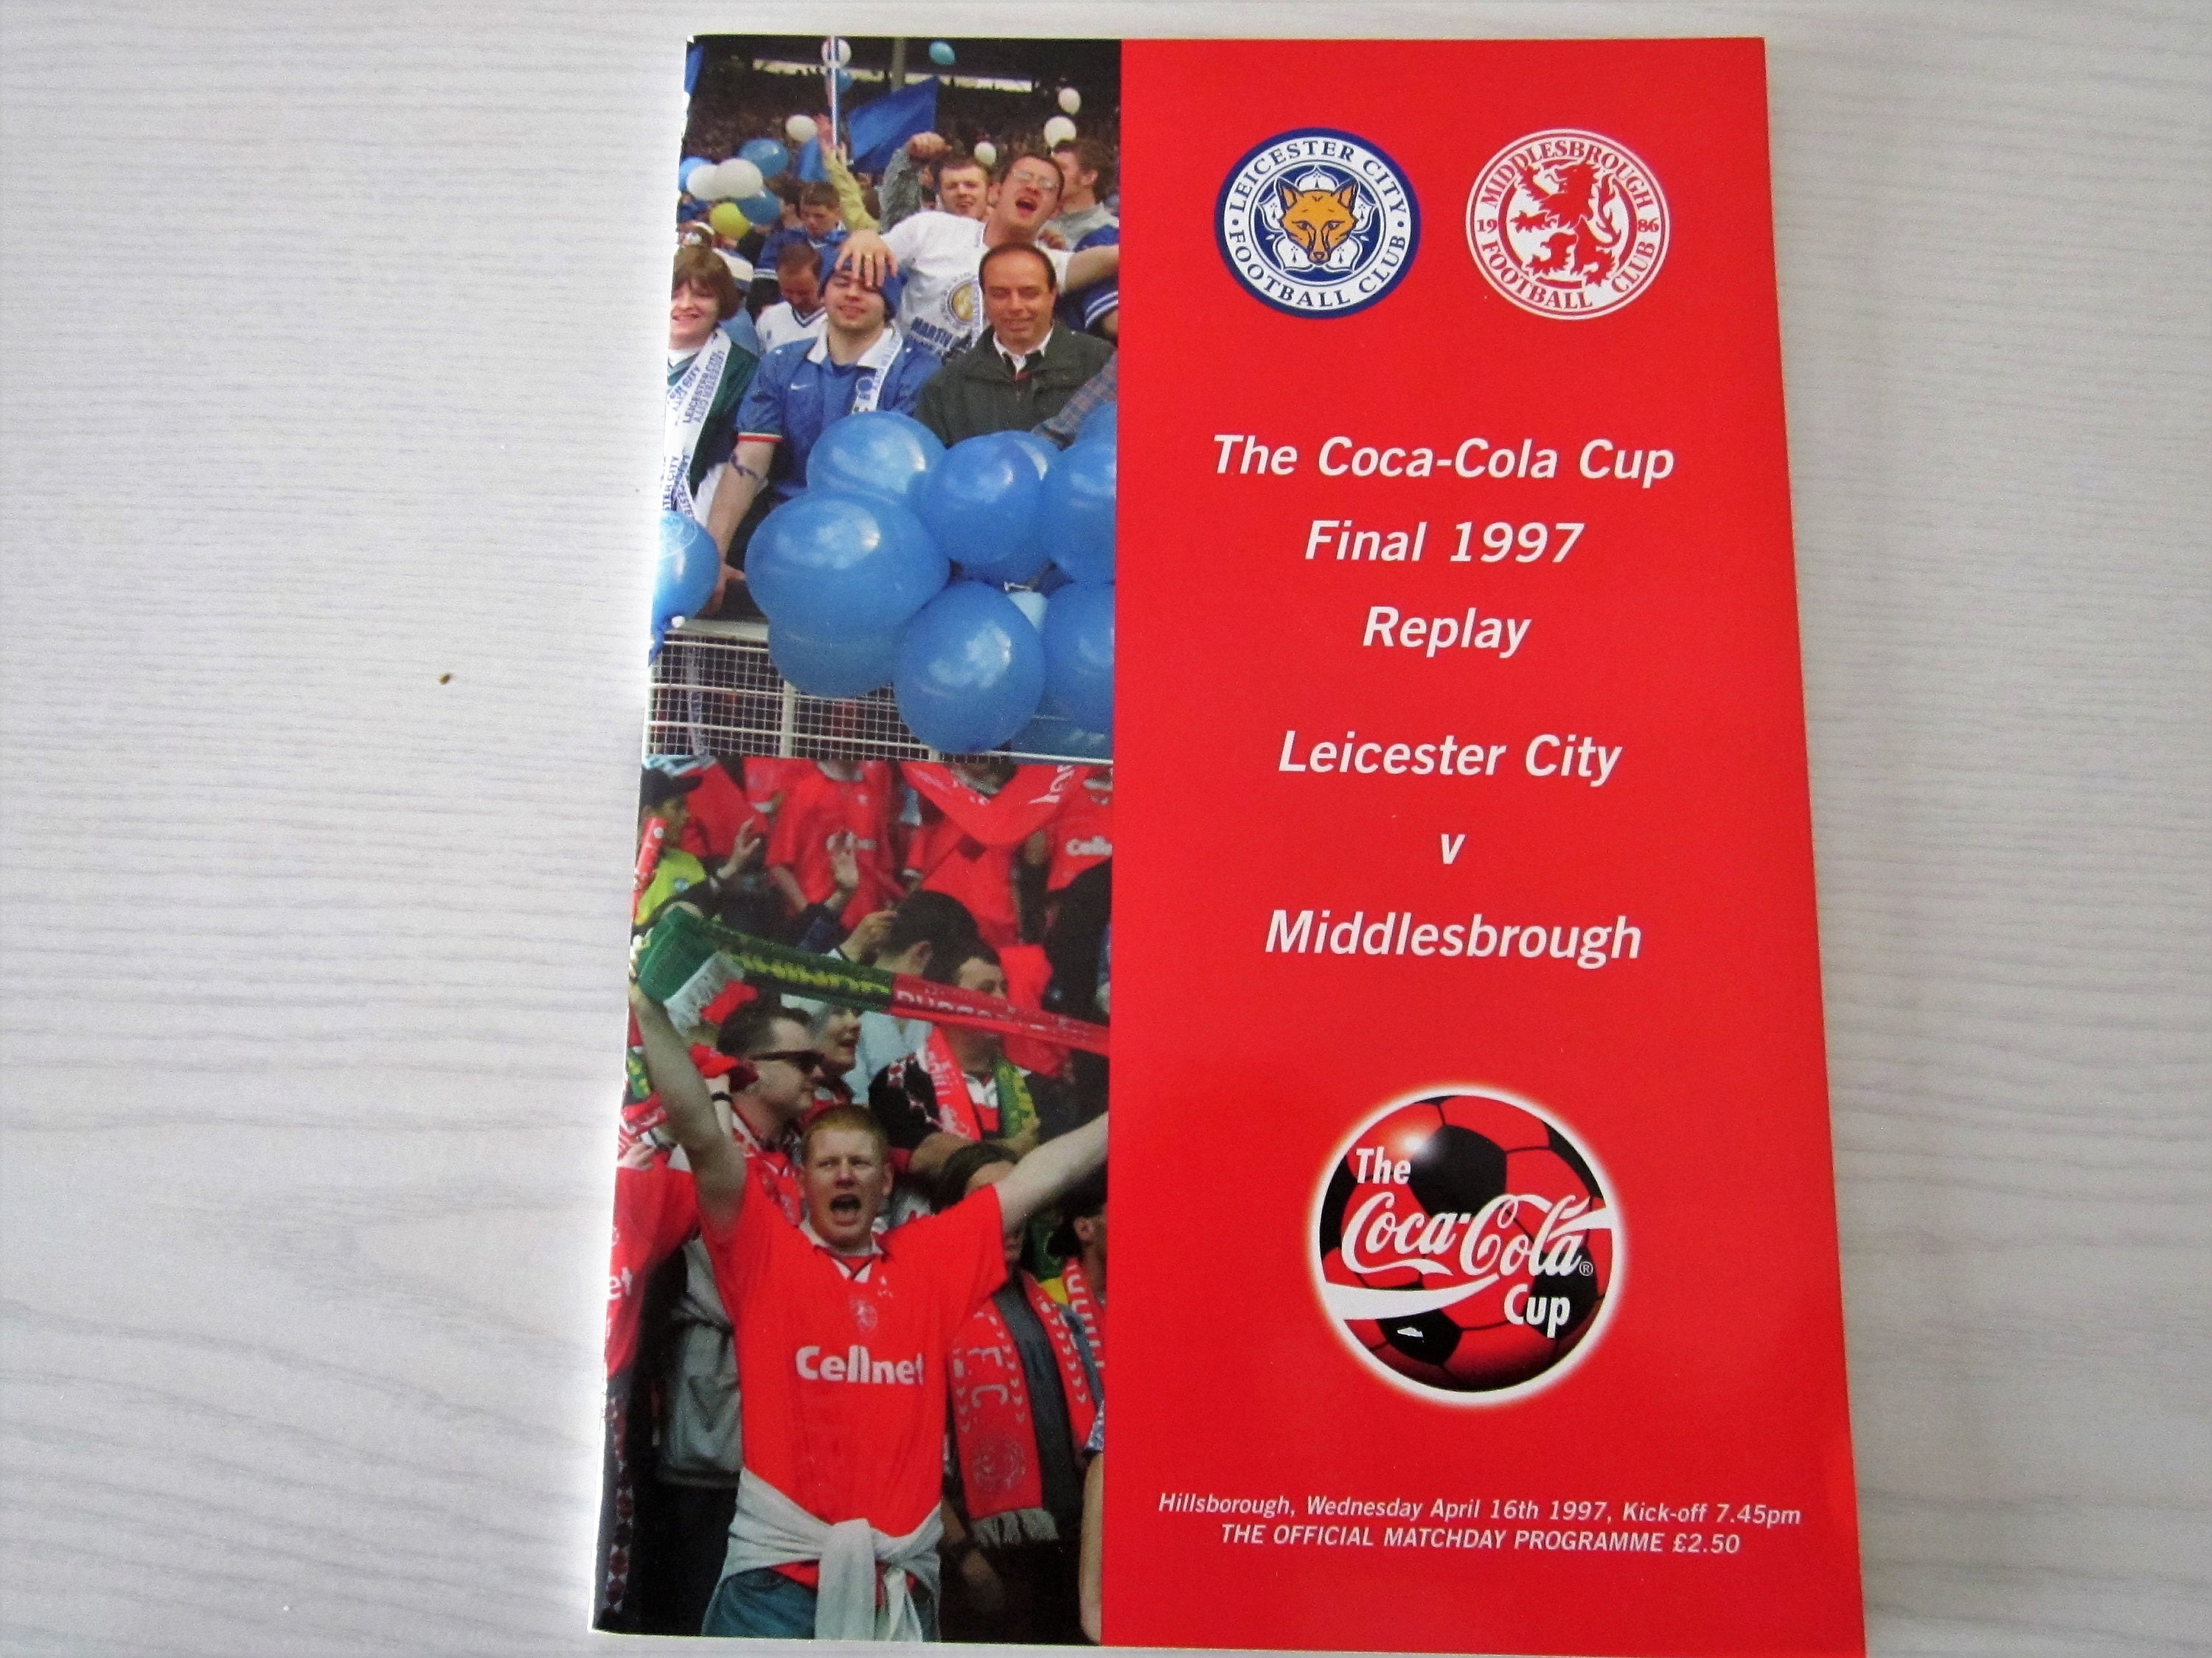 LEICESTER CITY
FOOTBALL CLUB
MIDDLESBROUGH
19 86
FOOTBALL CLUB
The Coca-Cola Cup
Final 1997
Replay
Leicester City
v
Middlesbrough
The
Coca-Cola®
Cup
Hillsborough, Wednesday April 16th 1997, Kick-off 7.45pm
THE OFFICIAL MATCHDAY PROGRAMME £2.50
LEICESTER CITY
Cellnet